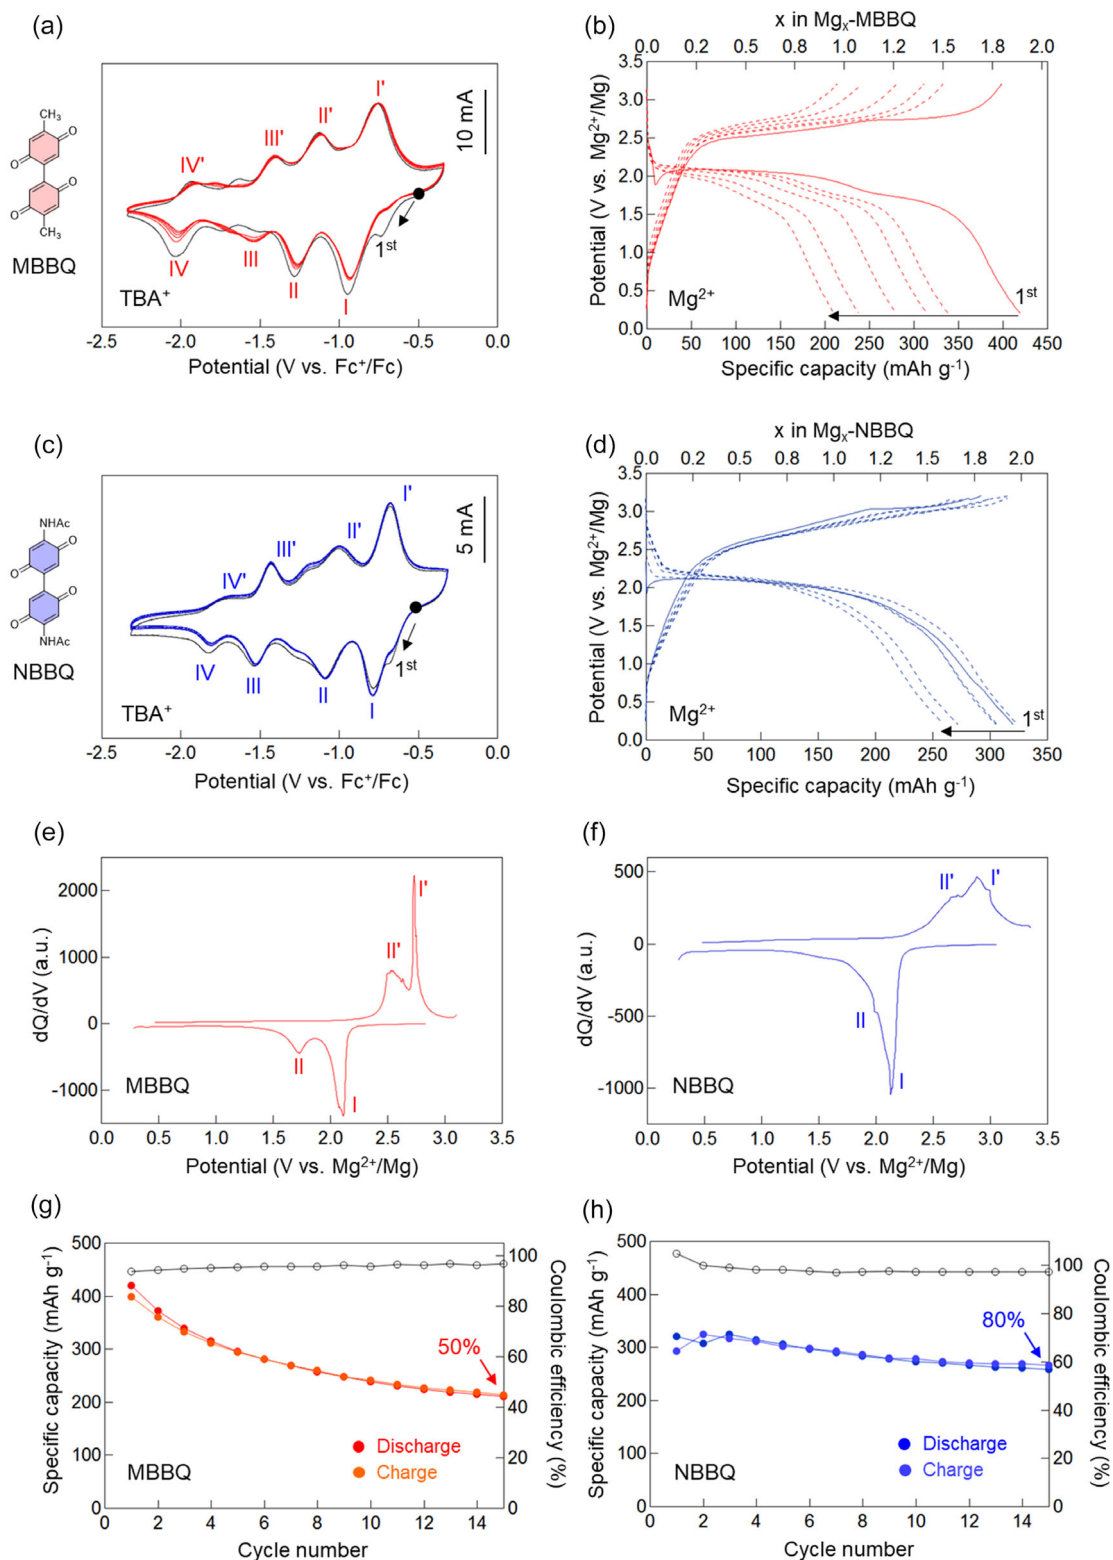 (a)
CH₃
O
O
O
O
CH₃
MBBQ
I'
II'
III'
IV'
10 mA
1ˢᵗ
IV
III
II
I
TBA⁺
-2.5 -2.0 -1.5 -1.0 -0.5 0.0
Potential (V vs. Fc⁺/Fc)
(b)
x in Mgₓ-MBBQ
0.0 0.3 0.5 0.8 1.0 1.3 1.5 1.8 2.0
Potential (V vs. Mg²⁺/Mg)
3.5
3.0
2.5
2.0
1.5
1.0
0.5
0.0
Mg²⁺
1ˢᵗ
0 50 100 150 200 250 300 350 400 450
Specific capacity (mAh g⁻¹)
(c)
NHAc
O
O
O
O
NHAc
NBBQ
I'
II'
III'
IV'
5 mA
1ˢᵗ
IV
III
II
I
TBA⁺
-2.5 -2.0 -1.5 -1.0 -0.5 0.0
Potential (V vs. Fc⁺/Fc)
(d)
x in Mgₓ-NBBQ
0.0 0.3 0.5 0.8 1.0 1.3 1.5 1.8 2.0
Potential (V vs. Mg²⁺/Mg)
3.5
3.0
2.5
2.0
1.5
1.0
0.5
0.0
Mg²⁺
1ˢᵗ
0 50 100 150 200 250 300 350
Specific capacity (mAh g⁻¹)
(e)
dQ/dV (a.u.)
2000
1000
0
-1000
I'
II'
II
I
MBBQ
0.0 0.5 1.0 1.5 2.0 2.5 3.0 3.5
Potential (V vs. Mg²⁺/Mg)
(f)
dQ/dV (a.u.)
500
0
-500
-1000
II'
I'
II
I
NBBQ
0.0 0.5 1.0 1.5 2.0 2.5 3.0 3.5
Potential (V vs. Mg²⁺/Mg)
(g)
Specific capacity (mAh g⁻¹)
500
400
300
200
100
0
50%
Discharge
Charge
MBBQ
100
80
60
40
20
0
Coulombic efficiency (%)
0 2 4 6 8 10 12 14
Cycle number
(h)
Specific capacity (mAh g⁻¹)
500
400
300
200
100
0
80%
Discharge
Charge
NBBQ
100
80
60
40
20
0
Coulombic efficiency (%)
0 2 4 6 8 10 12 14
Cycle number